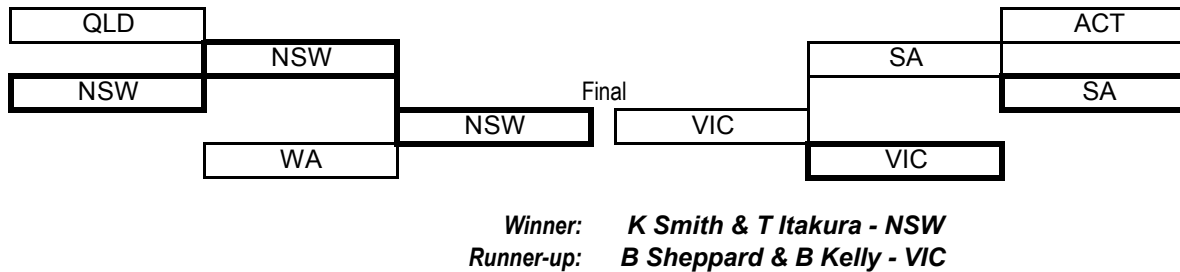 QLD ACT
NSW SA
NSW Final SA
NSW VIC
WA VIC
Winner: K Smith & T Itakura - NSW
Runner-up: B Sheppard & B Kelly - VIC